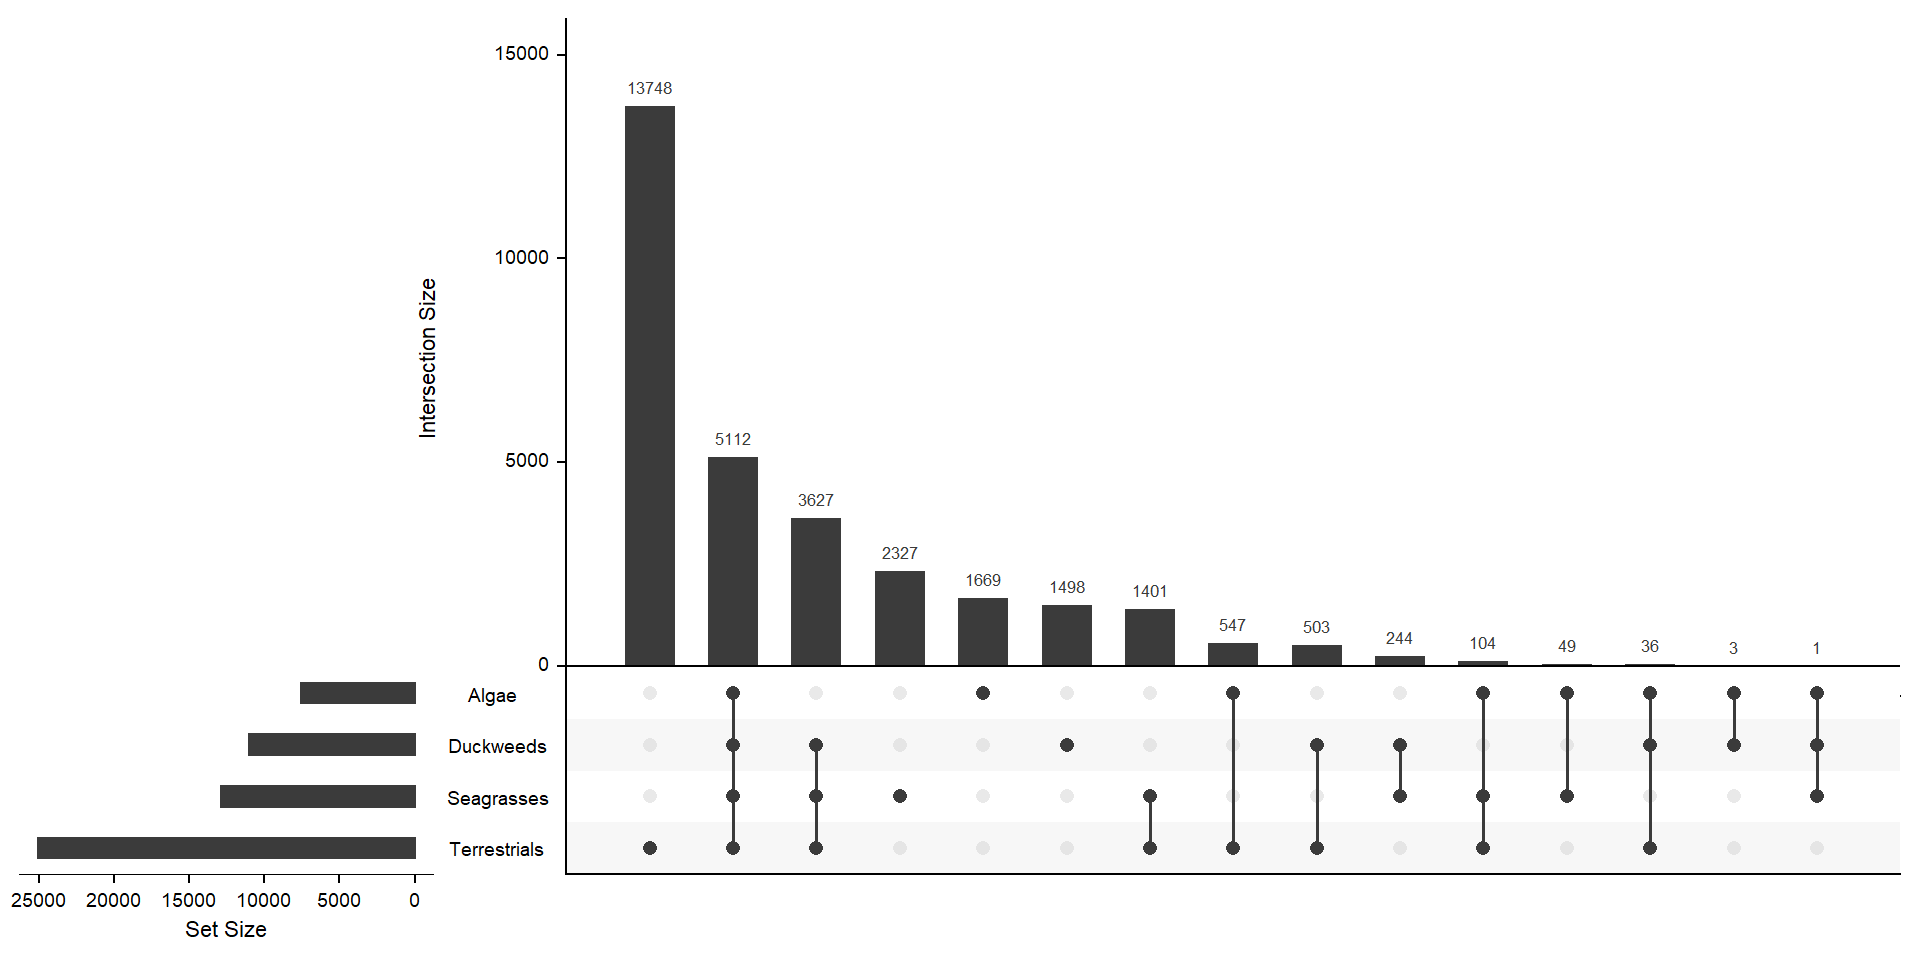 15000
13748
10000
Intersection Size
5112
5000
3627
2327
1669
1498
1401
547
503
244
104
49
36
3
1
0
Algae
Duckweeds
Seagrasses
Terrestrials
25000 20000 15000 10000 5000 0
Set Size